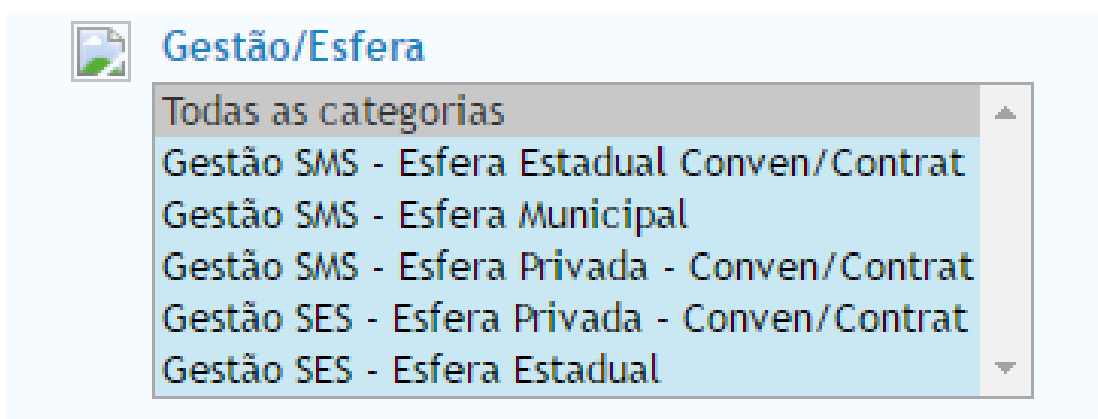 Gestão/Esfera
Todas as categorias
Gestão SMS - Esfera Estadual Conven/Contrat
Gestão SMS - Esfera Municipal
Gestão SMS - Esfera Privada - Conven/Contrat
Gestão SES - Esfera Privada - Conven/Contrat
Gestão SES - Esfera Estadual